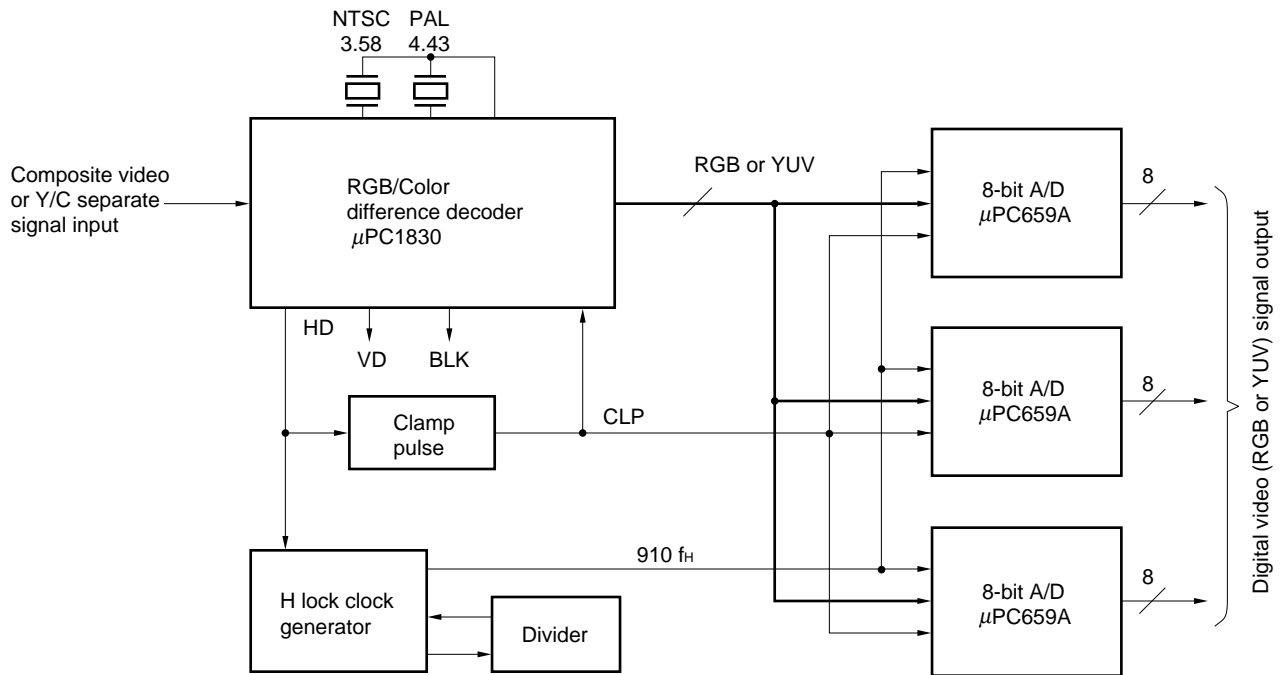 NTSC PAL
3.58 4.43
Composite video
or Y/C separate
signal input
RGB/Color
difference decoder
μPC1830
RGB or YUV
8-bit A/D
μPC659A
8
HD
VD
BLK
Clamp
pulse
CLP
8-bit A/D
μPC659A
8
910 fH
H lock clock
generator
Divider
8-bit A/D
μPC659A
8
Digital video (RGB or YUV) signal output